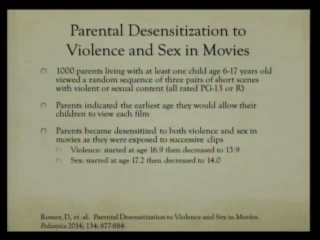 Parental Desensitization to
Violence and Sex in Movies
1000 parents living with at least one child age 6-17 years old
viewed a random sequence of three pairs of short scenes
with violent or sexual content (all rated PG-13 or R)
Parents indicated the earliest age they would allow their
children to view each film
Parents became desensitized to both violence and sex in
movies as they were exposed to successive clips
Violence: started at age 16.9 then decreased to 13.9
Sex: started at age 17.2 then decreased to 14.0
Romer, D, et. al. Parental Desensitization to Violence and Sex in Movies.
Pediatrics 2014; 134: 877-884